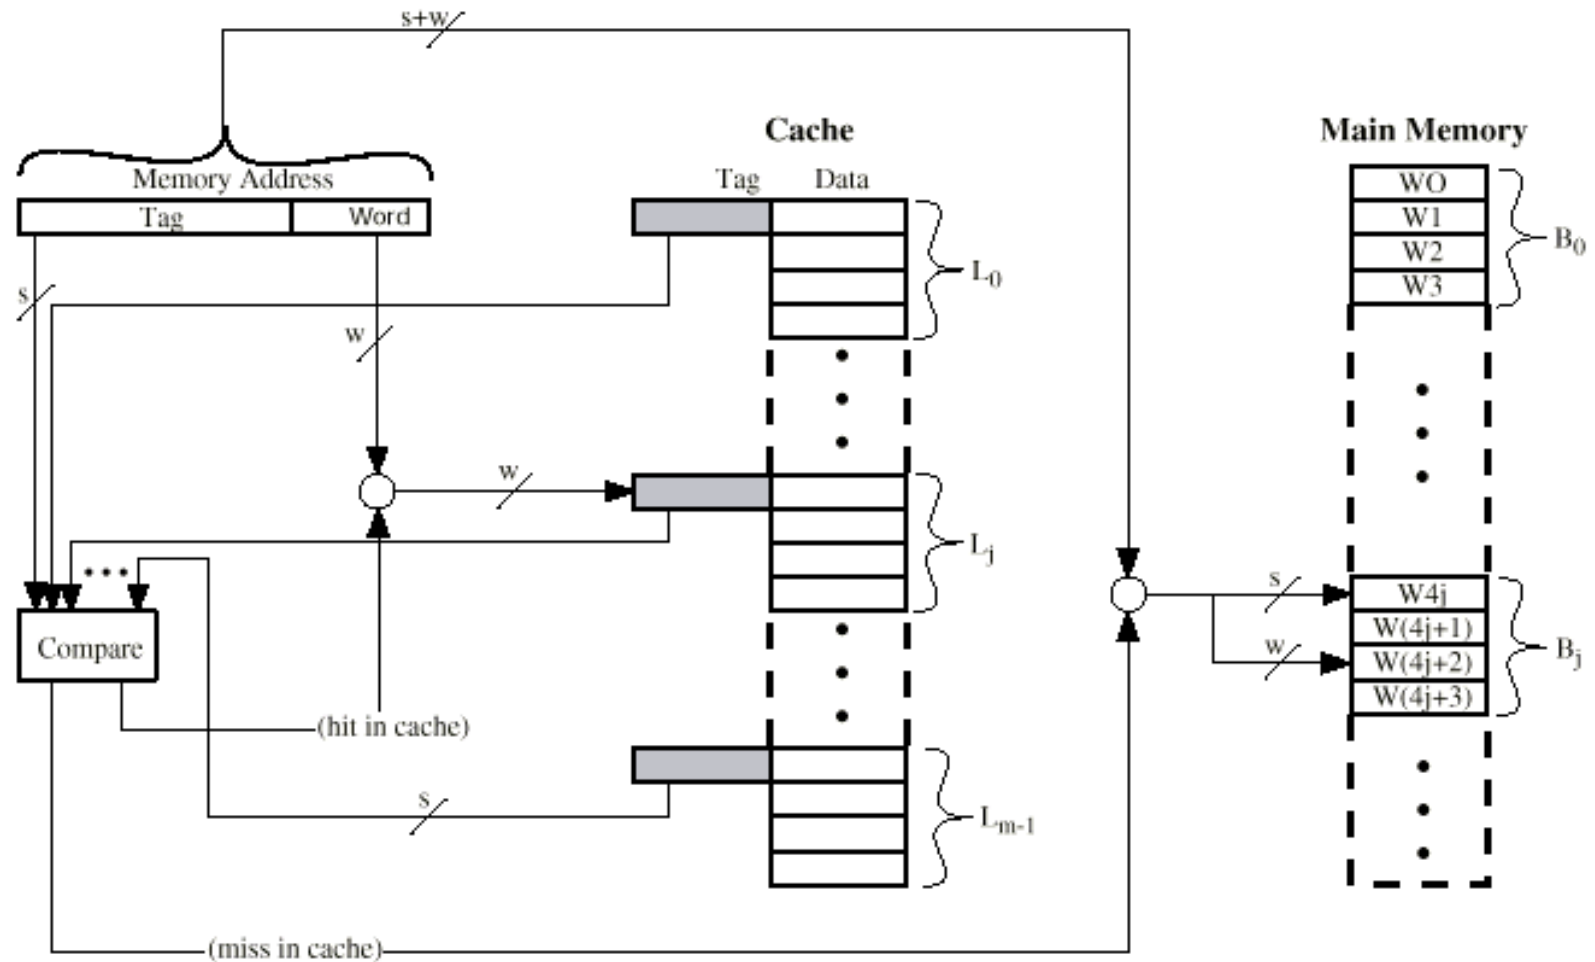 s+w
Cache
Main Memory
Memory Address
Tag Data
Tag Word
WO
W1
W2
W3
B0
L0
s
w
w
Lj
s
W4j
W(4j+1)
w
W(4j+2)
W(4j+3)
Bj
Compare
(hit in cache)
s
Lm-1
(miss in cache)